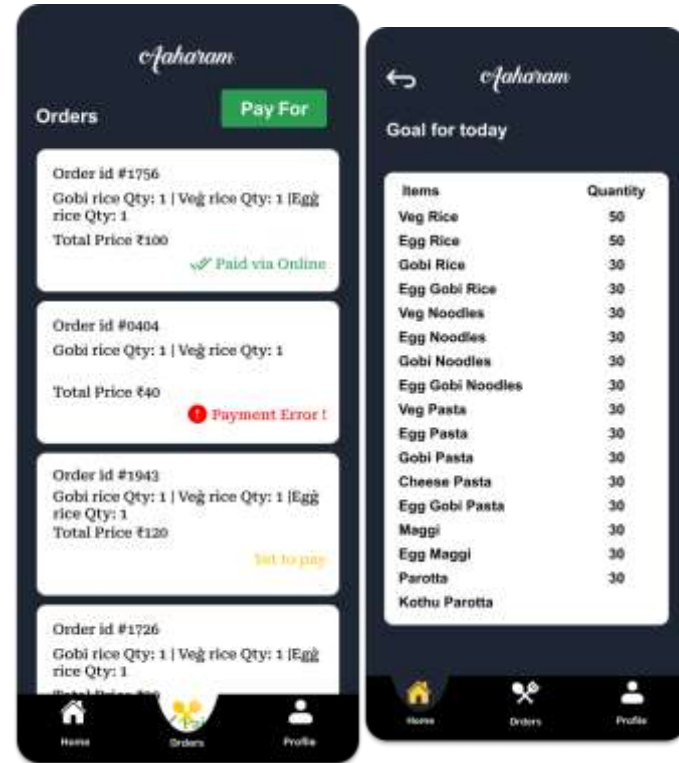 Aaharam
Orders
Pay For
Order id #1756
Gobi rice Qty: 1 | Veg rice Qty: 1 |Egg
rice Qty: 1
Total Price ₹100
Paid via Online
Order id #0404
Gobi rice Qty: 1 | Veg rice Qty: 1
Total Price ₹40
Payment Error !
Order id #1943
Gobi rice Qty: 1 | Veg rice Qty: 1 |Egg
rice Qty: 1
Total Price ₹120
Yet to pay
Order id #1726
Gobi rice Qty: 1 | Veg rice Qty: 1 |Egg
rice Qty: 1
Total Price
Home
Orders
Profile
Aaharam
Goal for today
Items Quantity
Veg Rice 50
Egg Rice 50
Gobi Rice 30
Egg Gobi Rice 30
Veg Noodles 30
Egg Noodles 30
Gobi Noodles 30
Egg Gobi Noodles 30
Veg Pasta 30
Egg Pasta 30
Gobi Pasta 30
Cheese Pasta 30
Egg Gobi Pasta 30
Maggi 30
Egg Maggi 30
Parotta 30
Kothu Parotta
Home
Orders
Profile